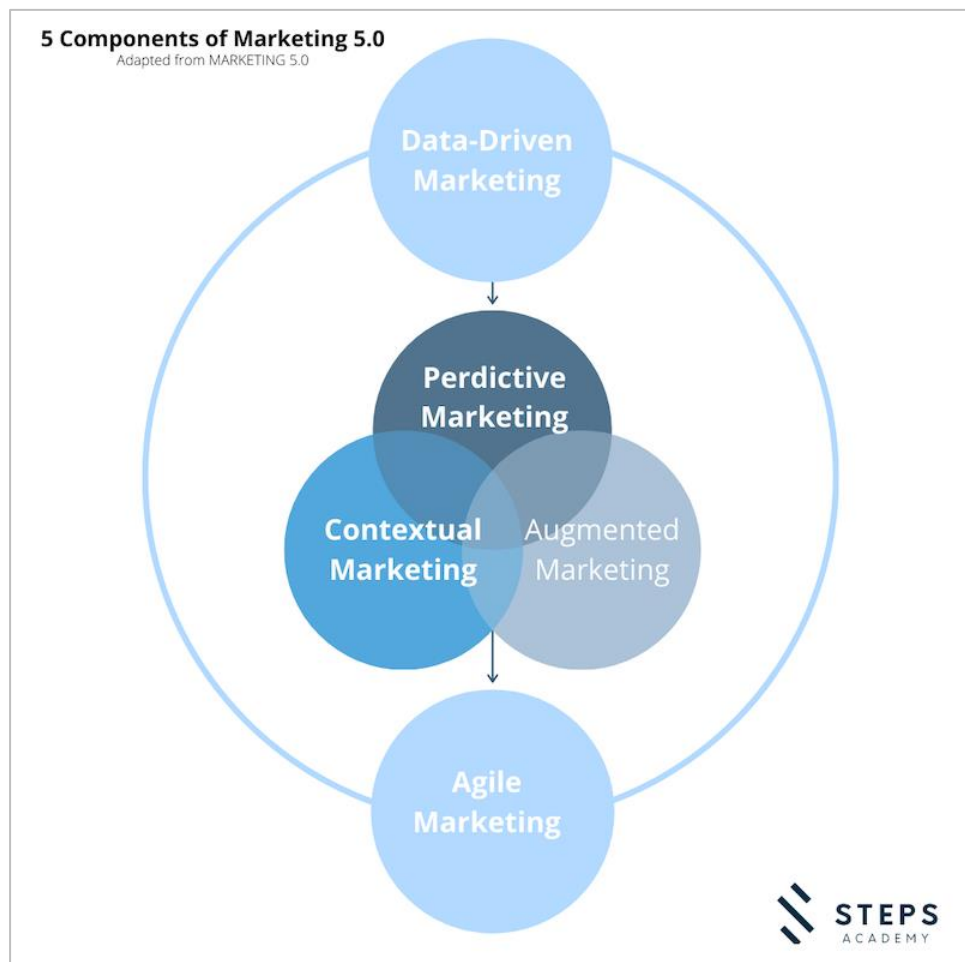 5 Components of Marketing 5.0
Adapted from MARKETING 5.0
Data-Driven
Marketing
Perdictive
Marketing
Contextual
Marketing
Augmented
Marketing
Agile
Marketing
STEPS
ACADEMY